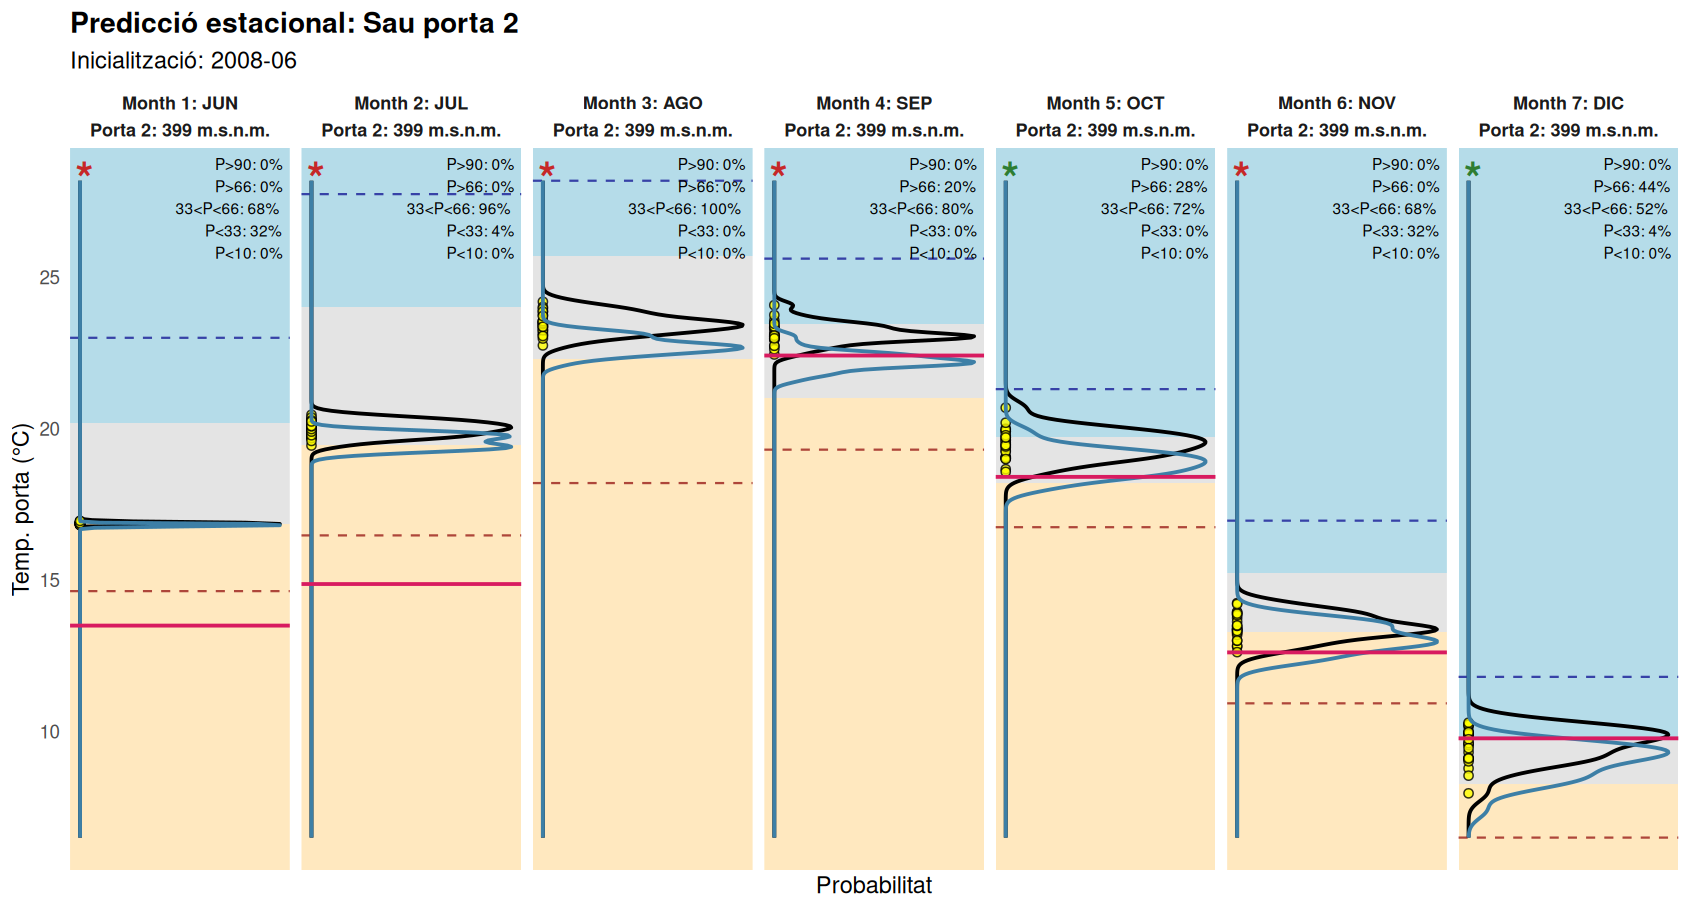 Predicció estacional: Sau porta 2
Inicialització: 2008-06
Month 1: JUN
Porta 2: 399 m.s.n.m.
Month 2: JUL
Porta 2: 399 m.s.n.m.
Month 3: AGO
Porta 2: 399 m.s.n.m.
Month 4: SEP
Porta 2: 399 m.s.n.m.
Month 5: OCT
Porta 2: 399 m.s.n.m.
Month 6: NOV
Porta 2: 399 m.s.n.m.
Month 7: DIC
Porta 2: 399 m.s.n.m.
*
P>90: 0%
P>66: 0%
33<P<66: 68%
P<33: 32%
P<10: 0%
*
P>90: 0%
P>66: 0%
33<P<66: 96%
P<33: 4%
P<10: 0%
*
P>90: 0%
P>66: 0%
33<P<66: 100%
P<33: 0%
P<10: 0%
*
P>90: 0%
P>66: 20%
33<P<66: 80%
P<33: 0%
P<10: 0%
*
P>90: 0%
P>66: 28%
33<P<66: 72%
P<33: 0%
P<10: 0%
*
P>90: 0%
P>66: 0%
33<P<66: 68%
P<33: 32%
P<10: 0%
*
P>90: 0%
P>66: 44%
33<P<66: 52%
P<33: 4%
P<10: 0%
Temp. porta (°C)
25
20
15
10
Probabilitat